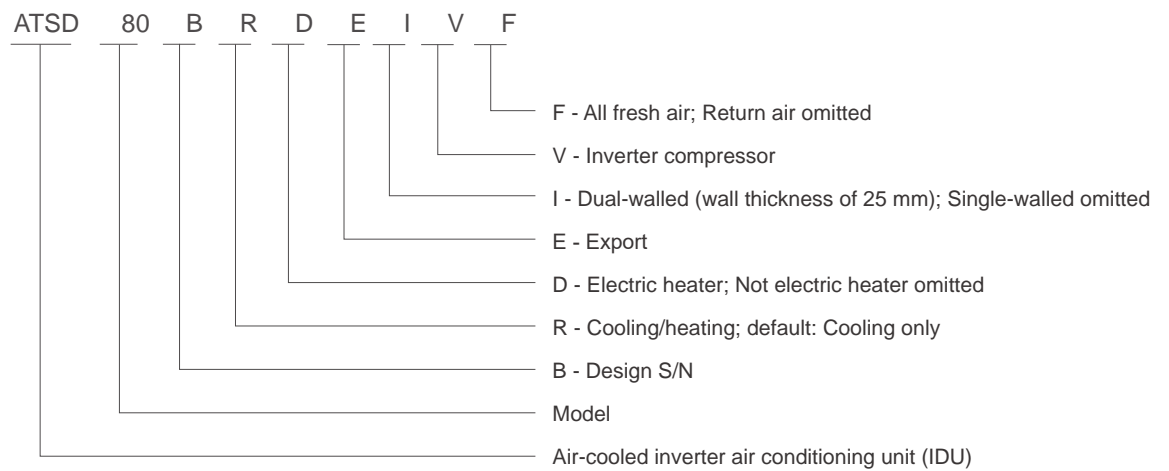 ATSD 80 B R D E I V F
F - All fresh air; Return air omitted
V - Inverter compressor
I - Dual-walled (wall thickness of 25 mm); Single-walled omitted
E - Export
D - Electric heater; Not electric heater omitted
R - Cooling/heating; default: Cooling only
B - Design S/N
Model
Air-cooled inverter air conditioning unit (IDU)